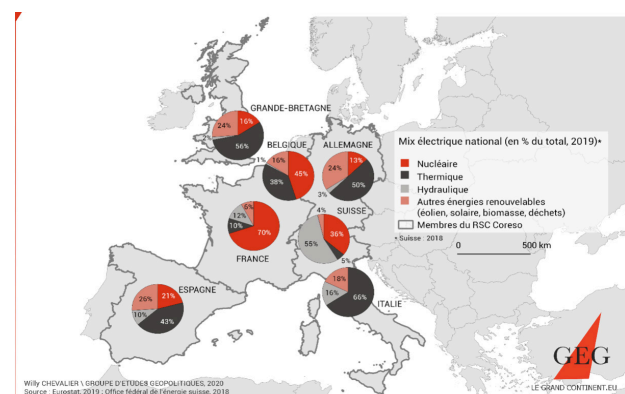 GRANDE-BRETAGNE
16%
24%
56%
1%
BELGIQUE
16%
45%
38%
ALLEMAGNE
13%
24%
50%
3%
Mix électrique national (en % du total, 2019)*
Nucléaire
Thermique
Hydraulique
Autres énergies renouvelables
(éolien, solaire, biomasse, déchets)
Membres du RSC Coreso
* Suisse : 2018
0 500 km
SUISSE
4%
36%
55%
5%
6%
12%
10%
70%
FRANCE
ESPAGNE
21%
26%
10%
43%
18%
16%
66%
ITALIE
GEG
LE GRAND CONTINENT.EU
Willy CHEVALIER \ GROUPE D'ETUDES GEOPOLITIQUES, 2020
Source : Eurostat, 2019 ; Office fédéral de l'énergie suisse, 2018